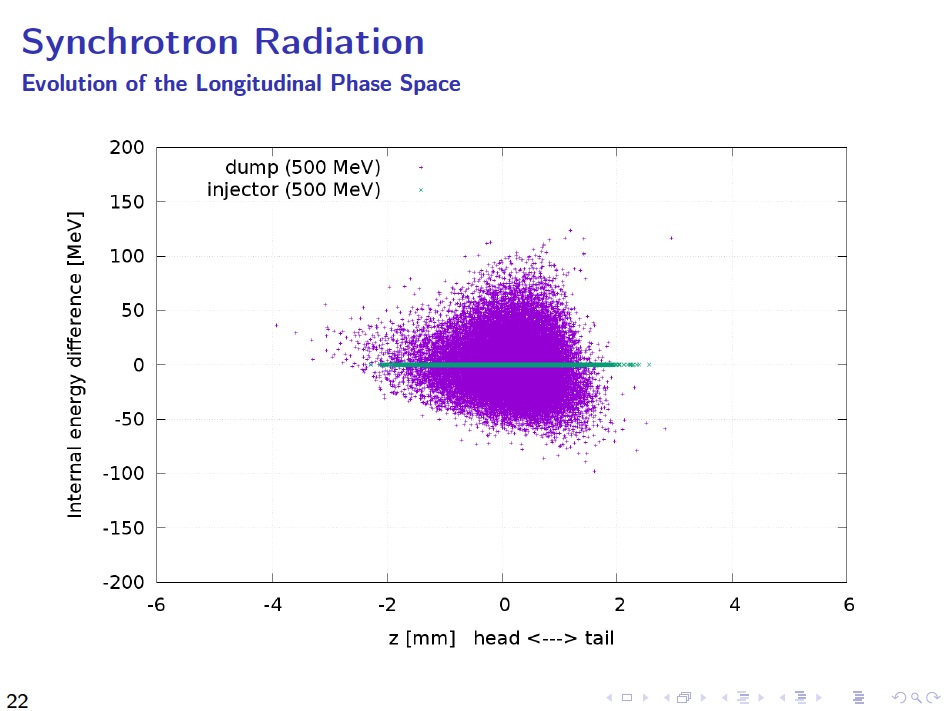 Synchrotron Radiation
Evolution of the Longitudinal Phase Space
200
dump (500 MeV)
injector (500 MeV)
150
100
50
0
-50
-100
-150
-200
Internal energy difference [MeV]
-6 -4 -2 0 2 4 6
z [mm] head <---> tail
22